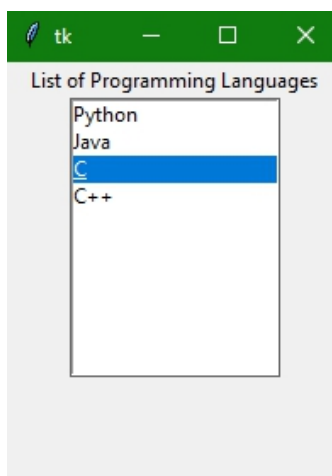 tk
List of Programming Languages
Python
Java
C
C++